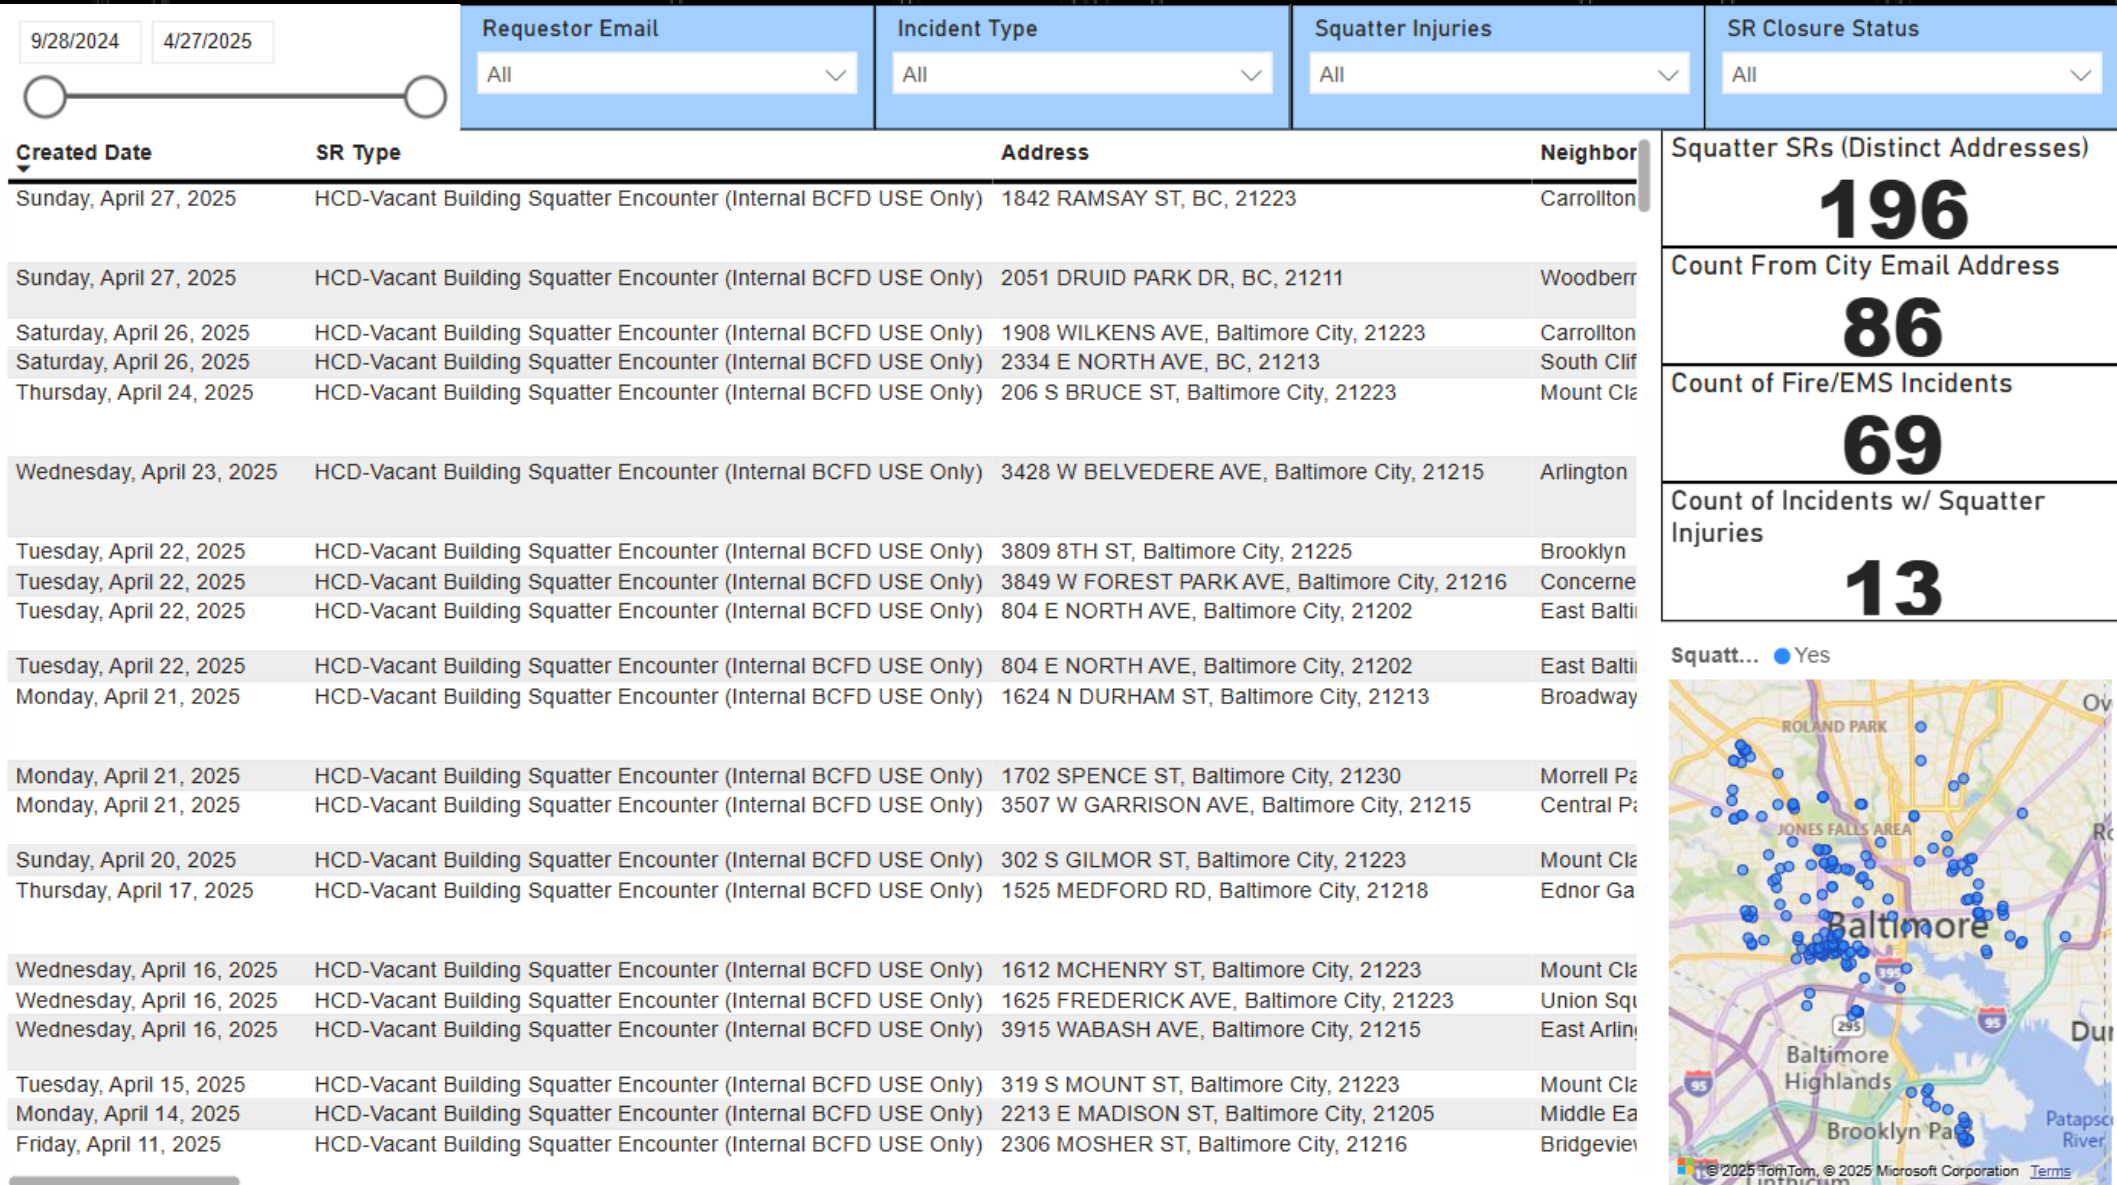 9/28/2024 4/27/2025
Requestor Email
All
Incident Type
All
Squatter Injuries
All
SR Closure Status
All
Created Date SR Type Address Neighbor
Sunday, April 27, 2025 HCD-Vacant Building Squatter Encounter (Internal BCFD USE Only) 1842 RAMSAY ST, BC, 21223 Carrollton
Sunday, April 27, 2025 HCD-Vacant Building Squatter Encounter (Internal BCFD USE Only) 2051 DRUID PARK DR, BC, 21211 Woodberr
Saturday, April 26, 2025 HCD-Vacant Building Squatter Encounter (Internal BCFD USE Only) 1908 WILKENS AVE, Baltimore City, 21223 Carrollton
Saturday, April 26, 2025 HCD-Vacant Building Squatter Encounter (Internal BCFD USE Only) 2334 E NORTH AVE, BC, 21213 South Clif
Thursday, April 24, 2025 HCD-Vacant Building Squatter Encounter (Internal BCFD USE Only) 206 S BRUCE ST, Baltimore City, 21223 Mount Cla
Wednesday, April 23, 2025 HCD-Vacant Building Squatter Encounter (Internal BCFD USE Only) 3428 W BELVEDERE AVE, Baltimore City, 21215 Arlington
Tuesday, April 22, 2025 HCD-Vacant Building Squatter Encounter (Internal BCFD USE Only) 3809 8TH ST, Baltimore City, 21225 Brooklyn
Tuesday, April 22, 2025 HCD-Vacant Building Squatter Encounter (Internal BCFD USE Only) 3849 W FOREST PARK AVE, Baltimore City, 21216 Concerne
Tuesday, April 22, 2025 HCD-Vacant Building Squatter Encounter (Internal BCFD USE Only) 804 E NORTH AVE, Baltimore City, 21202 East Balti
Tuesday, April 22, 2025 HCD-Vacant Building Squatter Encounter (Internal BCFD USE Only) 804 E NORTH AVE, Baltimore City, 21202 East Balti
Monday, April 21, 2025 HCD-Vacant Building Squatter Encounter (Internal BCFD USE Only) 1624 N DURHAM ST, Baltimore City, 21213 Broadway
Monday, April 21, 2025 HCD-Vacant Building Squatter Encounter (Internal BCFD USE Only) 1702 SPENCE ST, Baltimore City, 21230 Morrell Pa
Monday, April 21, 2025 HCD-Vacant Building Squatter Encounter (Internal BCFD USE Only) 3507 W GARRISON AVE, Baltimore City, 21215 Central Pa
Sunday, April 20, 2025 HCD-Vacant Building Squatter Encounter (Internal BCFD USE Only) 302 S GILMOR ST, Baltimore City, 21223 Mount Cla
Thursday, April 17, 2025 HCD-Vacant Building Squatter Encounter (Internal BCFD USE Only) 1525 MEDFORD RD, Baltimore City, 21218 Ednor Ga
Wednesday, April 16, 2025 HCD-Vacant Building Squatter Encounter (Internal BCFD USE Only) 1612 MCHENRY ST, Baltimore City, 21223 Mount Cla
Wednesday, April 16, 2025 HCD-Vacant Building Squatter Encounter (Internal BCFD USE Only) 1625 FREDERICK AVE, Baltimore City, 21223 Union Squ
Wednesday, April 16, 2025 HCD-Vacant Building Squatter Encounter (Internal BCFD USE Only) 3915 WABASH AVE, Baltimore City, 21215 East Arling
Tuesday, April 15, 2025 HCD-Vacant Building Squatter Encounter (Internal BCFD USE Only) 319 S MOUNT ST, Baltimore City, 21223 Mount Cla
Monday, April 14, 2025 HCD-Vacant Building Squatter Encounter (Internal BCFD USE Only) 2213 E MADISON ST, Baltimore City, 21205 Middle Ea
Friday, April 11, 2025 HCD-Vacant Building Squatter Encounter (Internal BCFD USE Only) 2306 MOSHER ST, Baltimore City, 21216 Bridgeview
Squatter SRs (Distinct Addresses)
196
Count From City Email Address
86
Count of Fire/EMS Incidents
69
Count of Incidents w/ Squatter
Injuries
13
Squatt... Yes
Ov
ROLAND PARK
JONES FALLS AREA
Ro
Baltimore
395
295
95
Dun
Baltimore
Highlands
95
Brooklyn Park
Patapsco
River
© 2025 TomTom, © 2025 Microsoft Corporation Terms
Linthicum